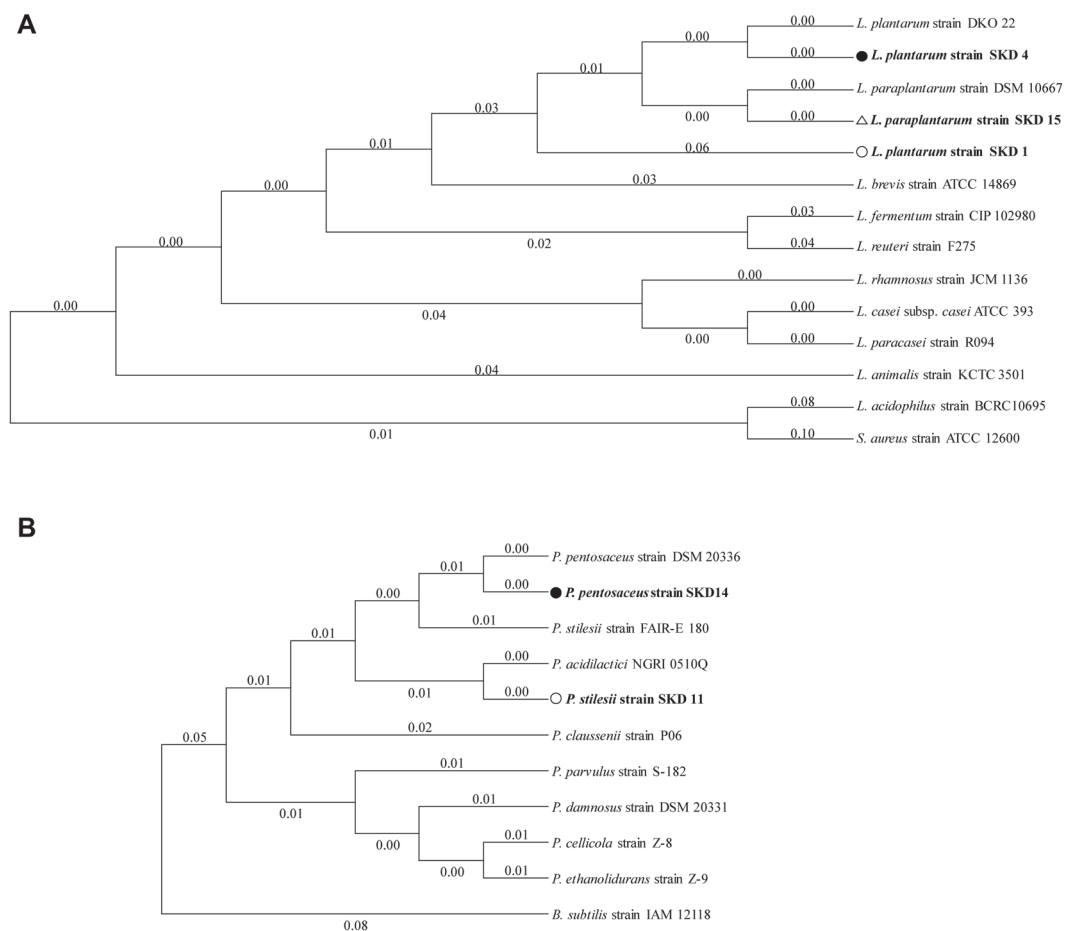 A
0.00
L. plantarum strain DKO 22
0.00
0.00
● L. plantarum strain SKD 4
0.01
0.00
L. paraplantarum strain DSM 10667
0.03
0.00
0.00
△ L. paraplantarum strain SKD 15
0.01
0.06
○ L. plantarum strain SKD 1
0.00
0.03
L. brevis strain ATCC 14869
0.03
L. fermentum strain CIP 102980
0.00
0.02
0.04
L. reuteri strain F275
0.00
L. rhamnosus strain JCM 1136
0.00
0.04
0.00
L. casei subsp. casei ATCC 393
0.00
0.00
L. paracasei strain R094
0.04
L. animalis strain KCTC 3501
0.08
L. acidophilus strain BCRC10695
0.01
0.10
S. aureus strain ATCC 12600
B
0.00
P. pentosaceus strain DSM 20336
0.01
0.00
0.00
● P. pentosaceus strain SKD14
0.01
0.01
P. stilesii strain FAIR-E 180
0.00
P. acidilactici NGRI 0510Q
0.01
0.01
0.00
○ P. stilesii strain SKD 11
0.05
0.02
P. claussenii strain P06
0.01
P. parvulus strain S-182
0.01
0.01
P. damnosus strain DSM 20331
0.00
0.01
P. cellicola strain Z-8
0.00
0.01
P. ethanolidurans strain Z-9
0.08
B. subtilis strain IAM 12118